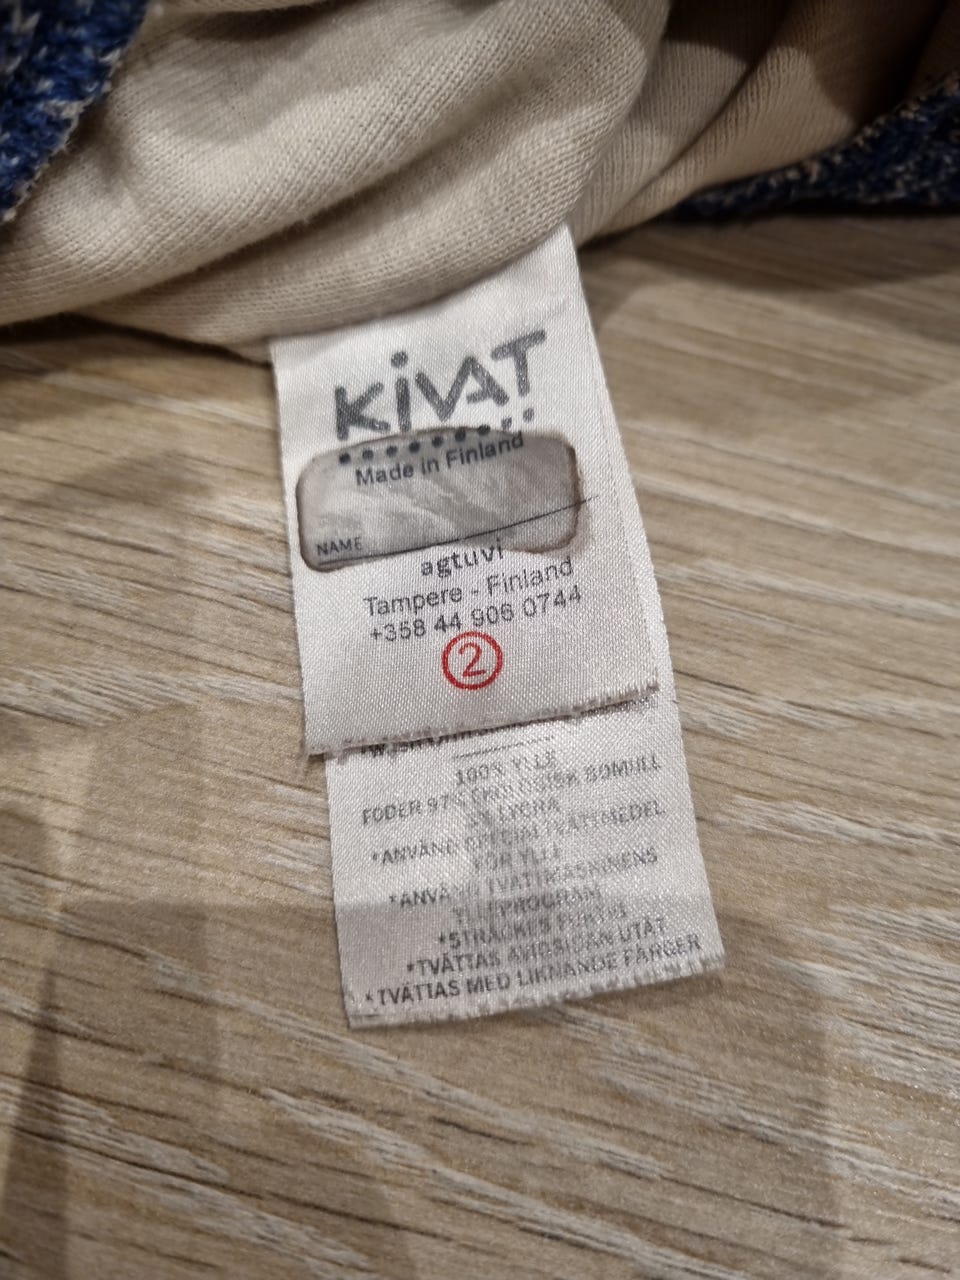 KiVAT
Made in Finland
NAME
agtuvi
Tampere - Finland
+358 44 906 0744
2
100% YLLE
FODER 97% EKOLOGISK BOMULL
3% LYCRA
*ANVÄND SPECIALTVÄTTMEDEL
FÖR YLLE
*ANVÄND TVÄTTMASKINENS
YLLEPROGRAM
*STRÄCKES FUKTIG
*TVÄTTAS AVIGSIDAN UTÅT
*TVÄTTAS MED LIKNANDE FÄRGER